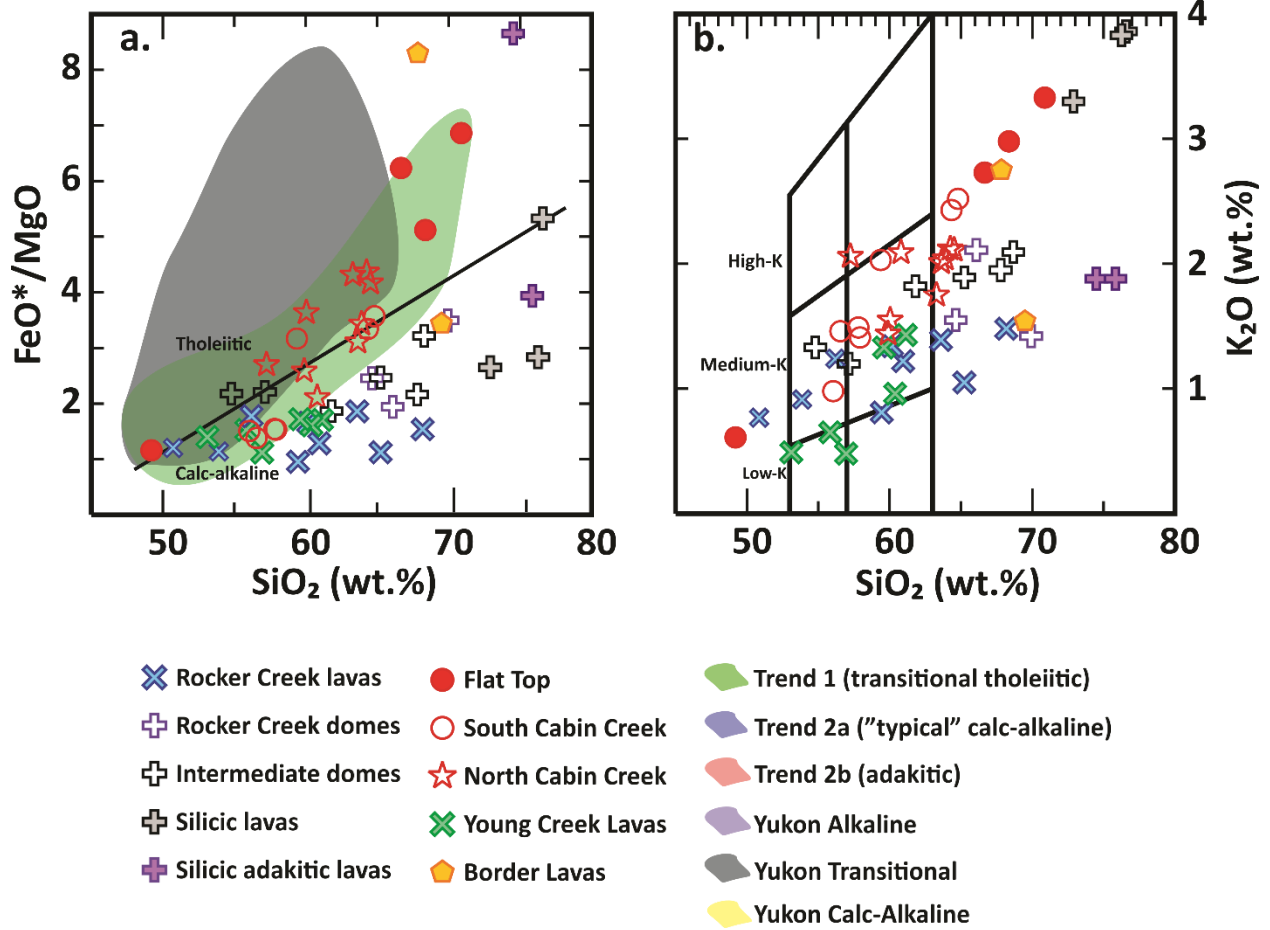 a.
b.
8
6
4
2
FeO*/MgO
Tholeiitic
Calc-alkaline
50
60
70
80
SiO₂ (wt.%)
High-K
Medium-K
Low-K
4
3
2
1
K₂O (wt.%)
50
60
70
80
SiO₂ (wt.%)
Rocker Creek lavas
Rocker Creek domes
Intermediate domes
Silicic lavas
Silicic adakitic lavas
Flat Top
South Cabin Creek
North Cabin Creek
Young Creek Lavas
Border Lavas
Trend 1 (transitional tholeiitic)
Trend 2a (”typical” calc-alkaline)
Trend 2b (adakitic)
Yukon Alkaline
Yukon Transitional
Yukon Calc-Alkaline